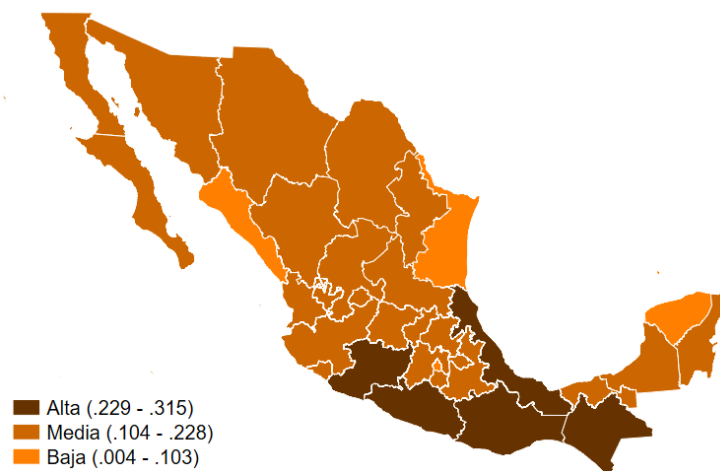 Alta (.229 - .315)
Media (.104 - .228)
Baja (.004 - .103)